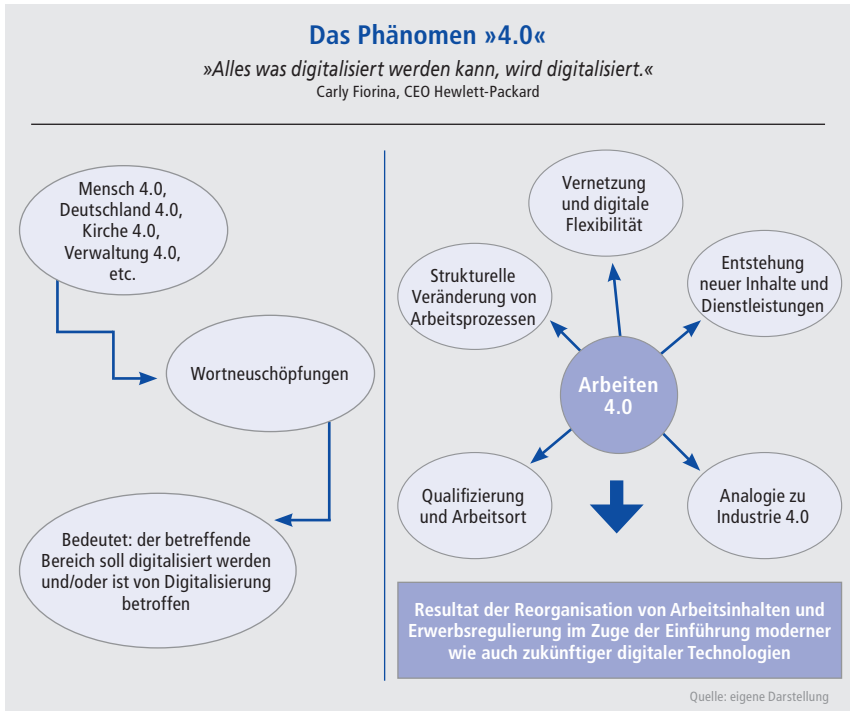 Das Phänomen »4.0«
»Alles was digitalisiert werden kann, wird digitalisiert.«
Carly Fiorina, CEO Hewlett-Packard
Mensch 4.0,
Deutschland 4.0,
Kirche 4.0,
Verwaltung 4.0,
etc.
Wortneuschöpfungen
Bedeutet: der betreffende
Bereich soll digitalisiert werden
und/oder ist von Digitalisierung
betroffen
Vernetzung
und digitale
Flexibilität
Strukturelle
Veränderung von
Arbeitsprozessen
Entstehung
neuer Inhalte und
Dienstleistungen
Arbeiten
4.0
Qualifizierung
und Arbeitsort
Analogie zu
Industrie 4.0
Resultat der Reorganisation von Arbeitsinhalten und
Erwerbsregulierung im Zuge der Einführung moderner
wie auch zukünftiger digitaler Technologien
Quelle: eigene Darstellung